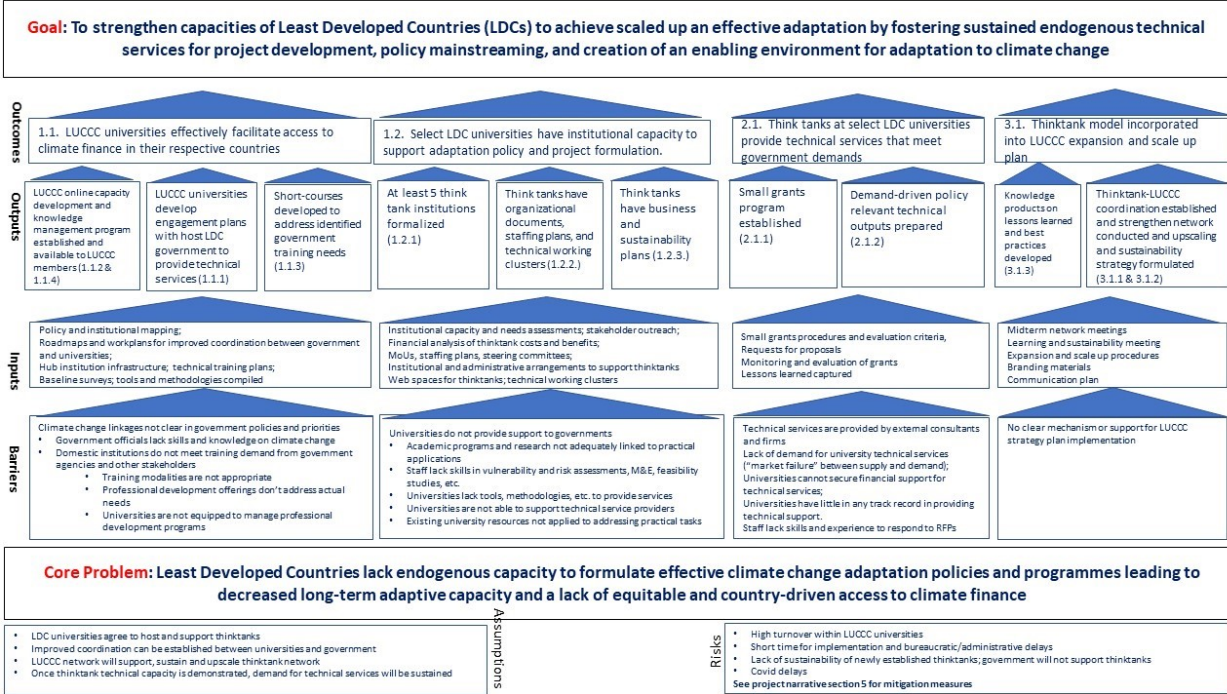 Goal: To strengthen capacities of Least Developed Countries (LDCs) to achieve scaled up an effective adaptation by fostering sustained endogenous technical
services for project development, policy mainstreaming, and creation of an enabling environment for adaptation to climate change
Outcomes
1.1. LUCCC universities effectively facilitate access to
climate finance in their respective countries
1.2. Select LDC universities have institutional capacity to
support adaptation policy and project formulation.
2.1. Think tanks at select LDC universities
provide technical services that meet
government demands
3.1. Thinktank model incorporated
into LUCCC expansion and scale up
plan
Outputs
LUCCC online capacity
development and
knowledge
management program
established and
available to LUCCC
members (1.1.2 &
1.1.4)
LUCCC universities
develop
engagement plans
with host LDC
government to
provide technical
services (1.1.1)
Short-courses
developed to
address identified
government
training needs
(1.1.3)
At least 5 think
tank institutions
formalized
(1.2.1)
Think tanks have
organizational
documents,
staffing plans, and
technical working
clusters (1.2.2.)
Think tanks
have business
and
sustainability
plans (1.2.3.)
Small grants
program
established
(2.1.1)
Demand-driven policy
relevant technical
outputs prepared
(2.1.2)
Knowledge
products on
lessons learned
and best
practices
developed
(3.1.3)
Thinktank-LUCCC
coordination established
and strengthen network
conducted and upscaling
and sustainability
strategy formulated
(3.1.1 & 3.1.2)
Inputs
Policy and institutional mapping;
Roadmaps and workplans for improved coordination between government
and universities;
Hub institution infrastructure; technical training plans;
Baseline surveys; tools and methodologies compiled
Institutional capacity and needs assessments; stakeholder outreach;
Financial analysis of thinktank costs and benefits;
MoUs, staffing plans, steering committees;
Institutional and administrative arrangements to support thinktanks
Web spaces for thinktanks; technical working clusters
Small grants procedures and evaluation criteria,
Requests for proposals
Monitoring and evaluation of grants
Lessons learned captured
Midterm network meetings
Learning and sustainability meeting
Expansion and scale up procedures
Branding materials
Communication plan
Barriers
Climate change linkages not clear in government policies and priorities
• Government officials lack skills and knowledge on climate change
• Domestic institutions do not meet training demand from government
agencies and other stakeholders
• Training modalities are not appropriate
• Professional development offerings don't address actual
needs
• Universities are not equipped to manage professional
development programs
Universities do not provide support to governments
• Academic programs and research not adequately linked to practical
applications
• Staff lack skills in vulnerability and risk assessments, M&E, feasibility
studies, etc.
• Universities lack tools, methodologies, etc. to provide services
• Universities are not able to support technical service providers
• Existing university resources not applied to addressing practical tasks
Technical services are provided by external consultants
and firms
Lack of demand for university technical services
("market failure" between supply and demand);
Universities cannot secure financial support for
technical services;
Universities have little in any track record in providing
technical support.
Staff lack skills and experience to respond to RFPs
No clear mechanism or support for LUCCC
strategy plan implementation
Core Problem: Least Developed Countries lack endogenous capacity to formulate effective climate change adaptation policies and programmes leading to
decreased long-term adaptive capacity and a lack of equitable and country-driven access to climate finance
• LDC universities agree to host and support thinktanks
• Improved coordination can be established between universities and government
• LUCCC network will support, sustain and upscale thinktank network
• Once thinktank technical capacity is demonstrated, demand for technical services will be sustained
Assumptions
Risks
• High turnover within LUCCC universities
• Short time for implementation and bureaucratic/administrative delays
• Lack of sustainability of newly established thinktanks; government will not support thinktanks
• Covid delays
See project narrative section 5 for mitigation measures